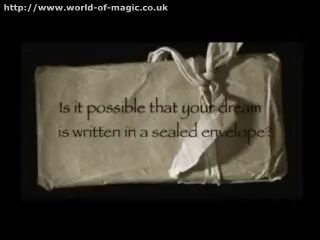 http://www.world-of-magic.co.uk
Is it possible that your dream
is written in a sealed envelope?